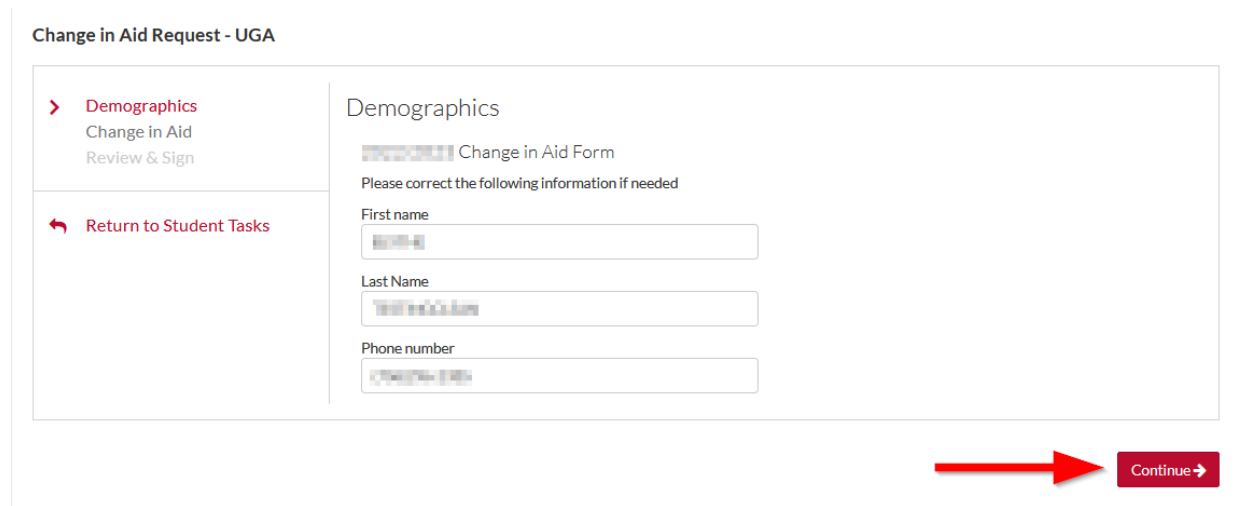 Change in Aid Request - UGA
Demographics
Change in Aid
Review & Sign
Return to Student Tasks
Demographics
Change in Aid Form
Please correct the following information if needed
First name
Last Name
Phone number
Continue